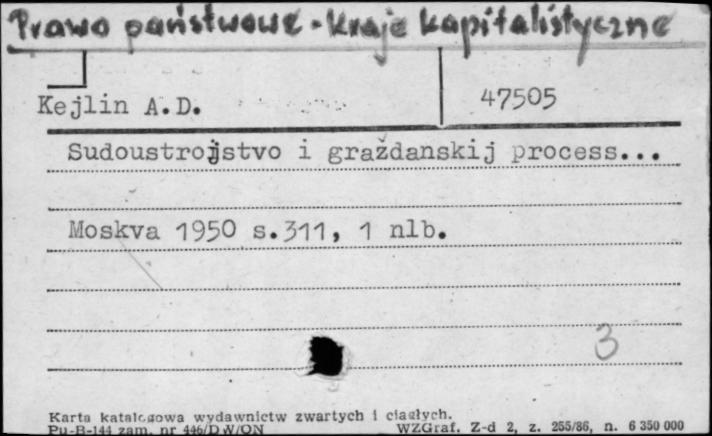 Prawo państwowe - kraje kapitalistyczne
Kejlin A.D.
47505
Sudoustrojstvo i graždanskij process...
Moskva 1950 s.311, 1 nlb.
3
Karta katalogowa wydawnictw zwartych i ciągłych.
Pu-B-144 zam. nr 446/DW/ON
WZGraf. Z-d 2, z. 255/86, n. 6 350 000